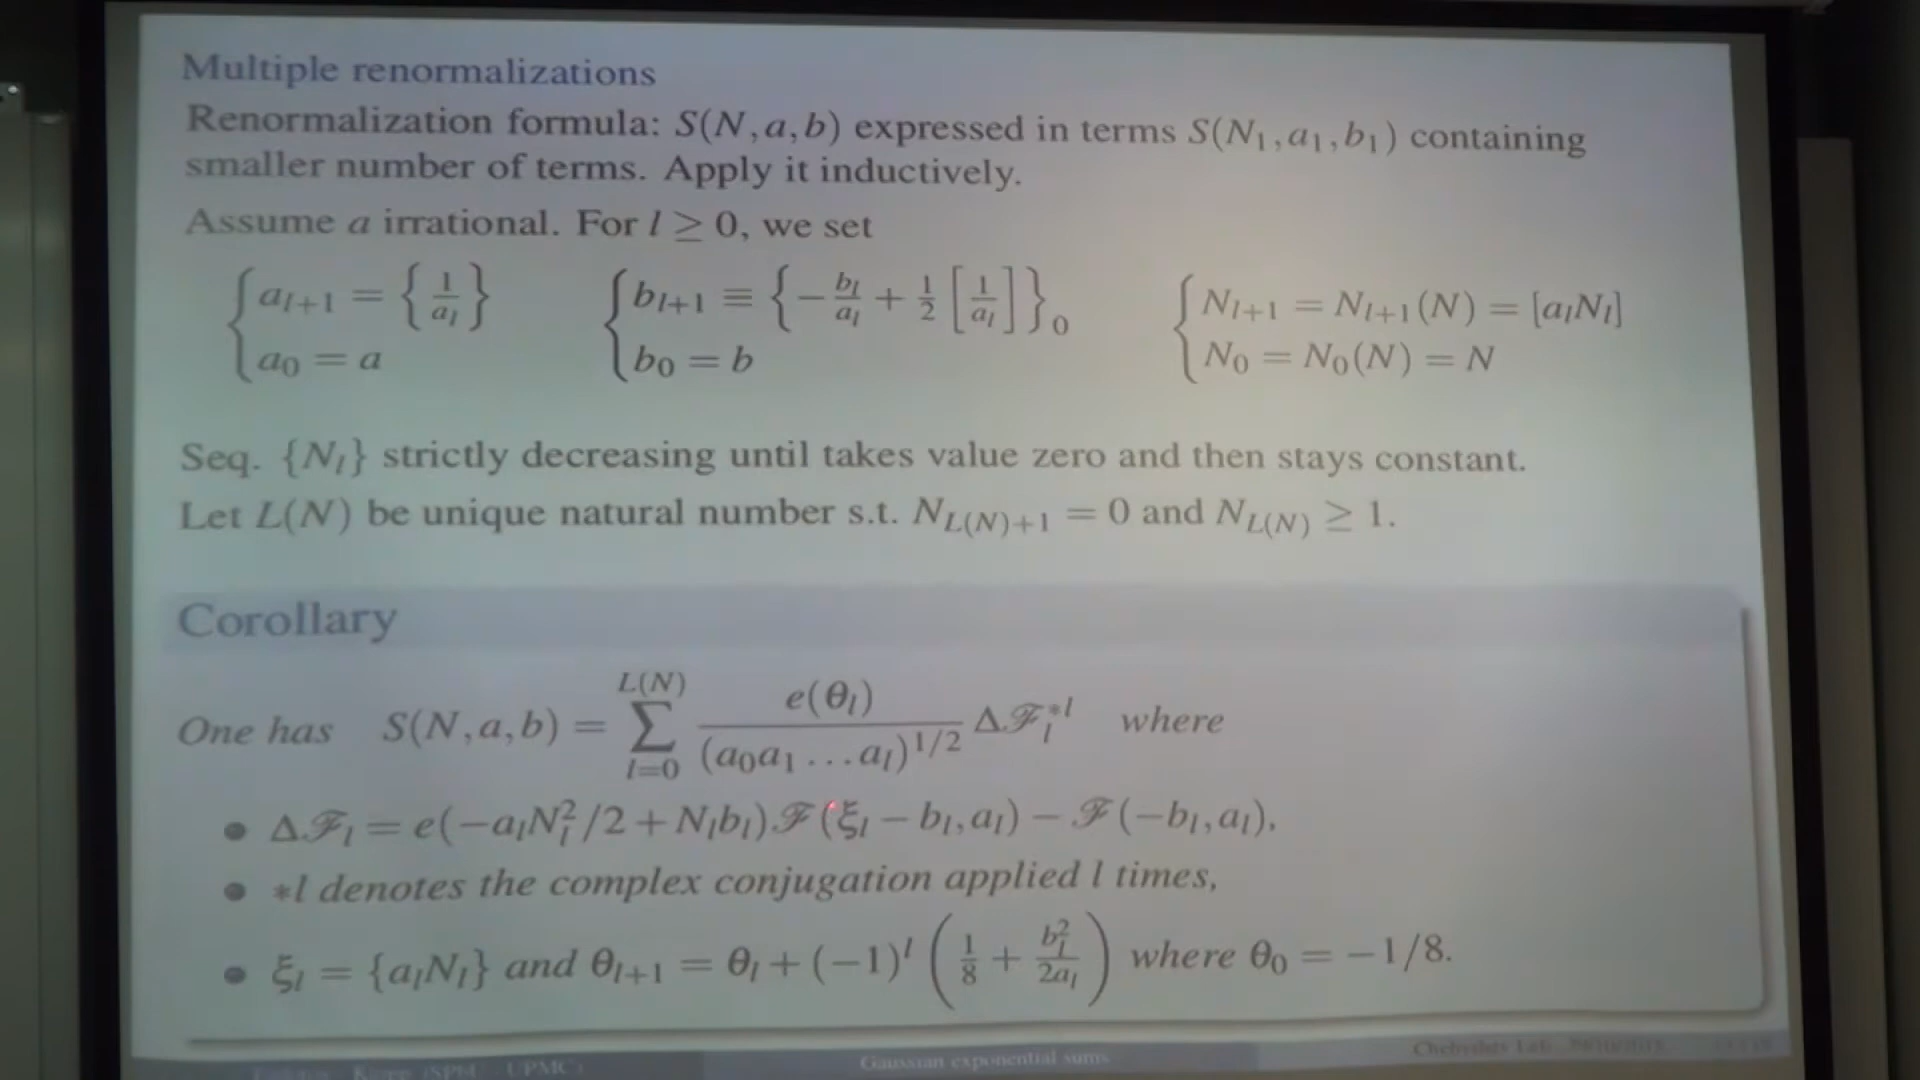 Multiple renormalizations
Renormalization formula: S(N,a,b) expressed in terms S(N₁,a₁,b₁) containing
smaller number of terms. Apply it inductively.
Assume a irrational. For l ≥ 0, we set
{ a_{l+1} = {1/a_l}   { b_{l+1} ≡ {−b_l/a_l + 1/2 [1/a_l]}₀   { N_{l+1} = N_{l+1}(N) = [a_l N_l]
a₀ = a   b₀ = b   N₀ = N₀(N) = N
Seq. {N_l} strictly decreasing until takes value zero and then stays constant.
Let L(N) be unique natural number s.t. N_{L(N)+1} = 0 and N_{L(N)} ≥ 1.
Corollary
One has S(N,a,b) = ∑_{l=0}^{L(N)} e(θ_l)/(a₀a₁…a_l)^{1/2} Δℱ_l^{*l} where
• Δℱ_l = e(−a_l N_l²/2 + N_l b_l)ℱ(ξ_l − b_l, a_l) − ℱ(−b_l, a_l),
• *l denotes the complex conjugation applied l times,
• ξ_l = {a_l N_l} and θ_{l+1} = θ_l + (−1)^l (1/8 + b_l²/2a_l) where θ₀ = −1/8.
UPMC) Gaussian exponential sums